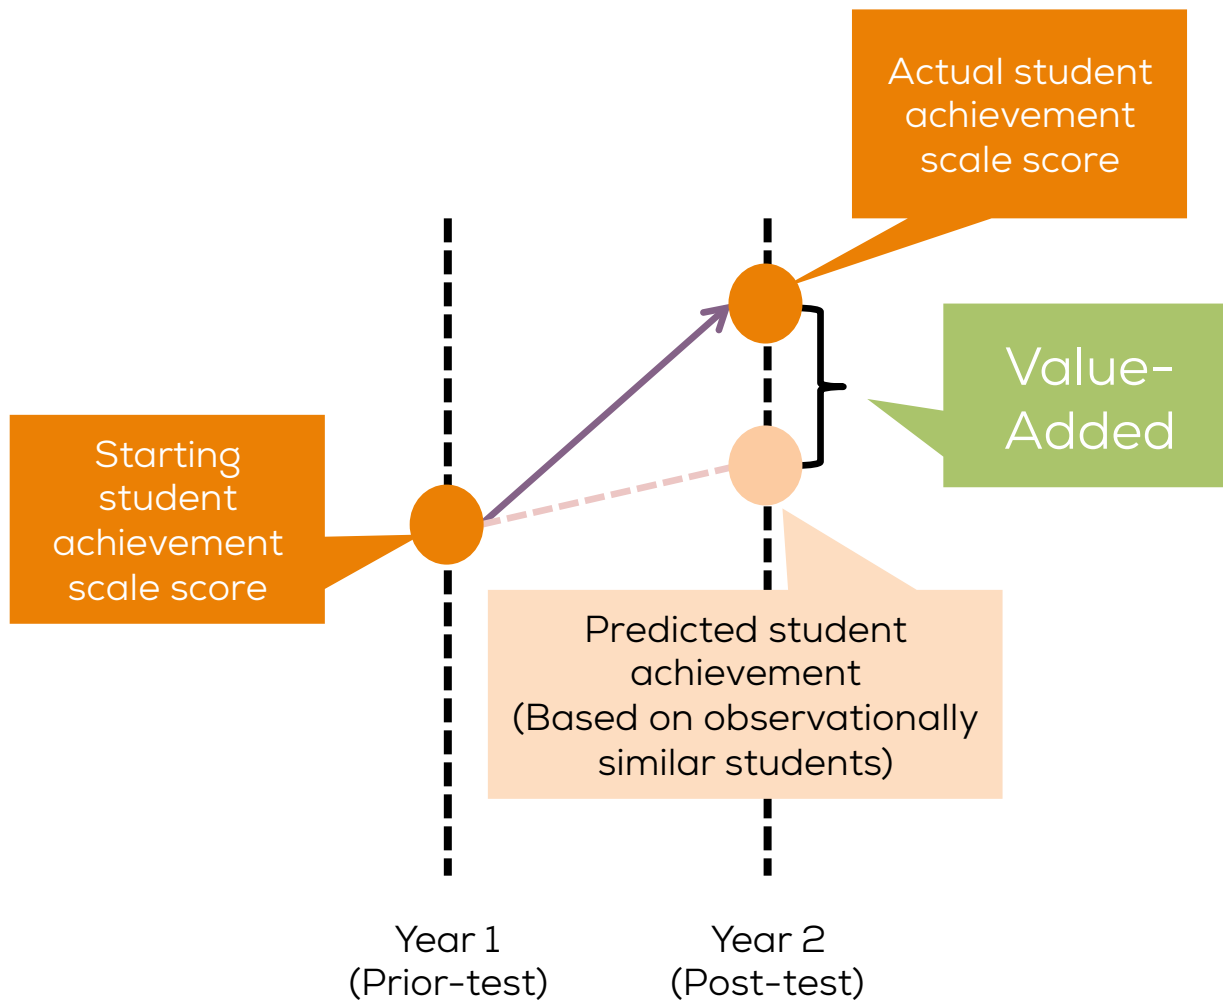 Actual student
achievement
scale score
Value-
Added
Starting
student
achievement
scale score
Predicted student
achievement
(Based on observationally
similar students)
Year 1
(Prior-test)
Year 2
(Post-test)